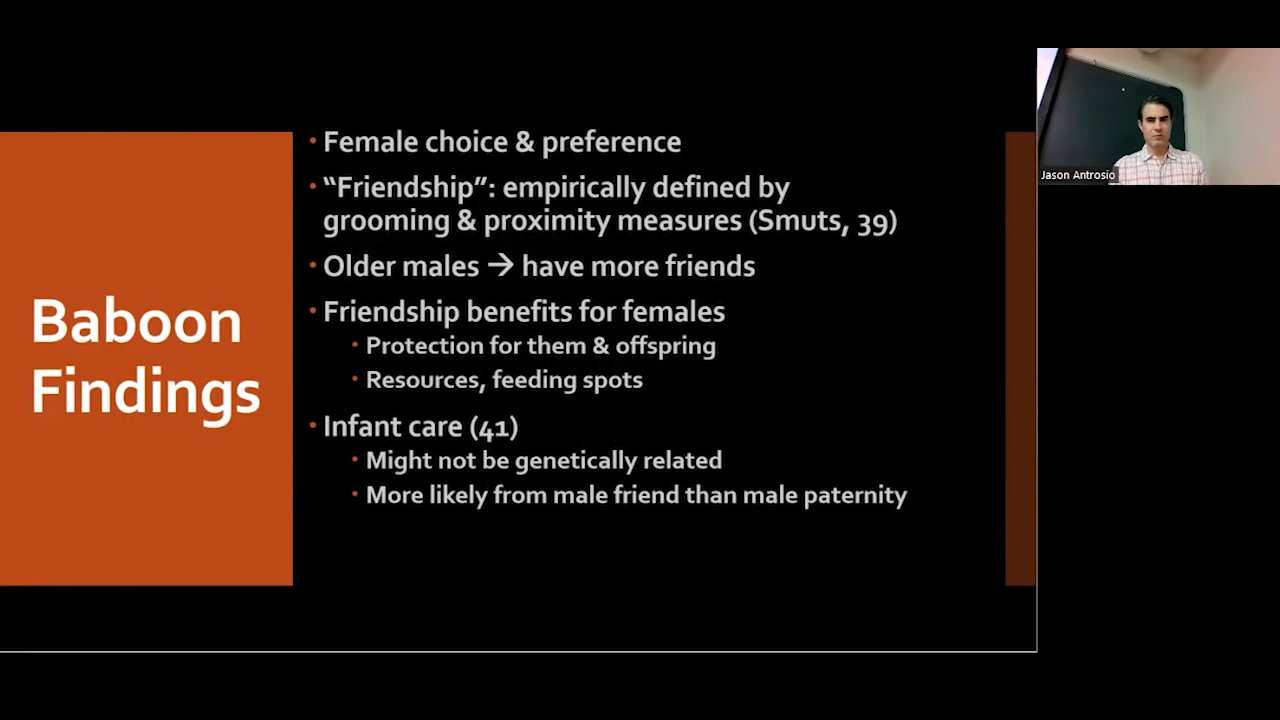 Baboon
Findings
Female choice & preference
“Friendship”: empirically defined by
grooming & proximity measures (Smuts, 39)
Older males → have more friends
Friendship benefits for females
Protection for them & offspring
Resources, feeding spots
Infant care (41)
Might not be genetically related
More likely from male friend than male paternity
Jason Antrosio